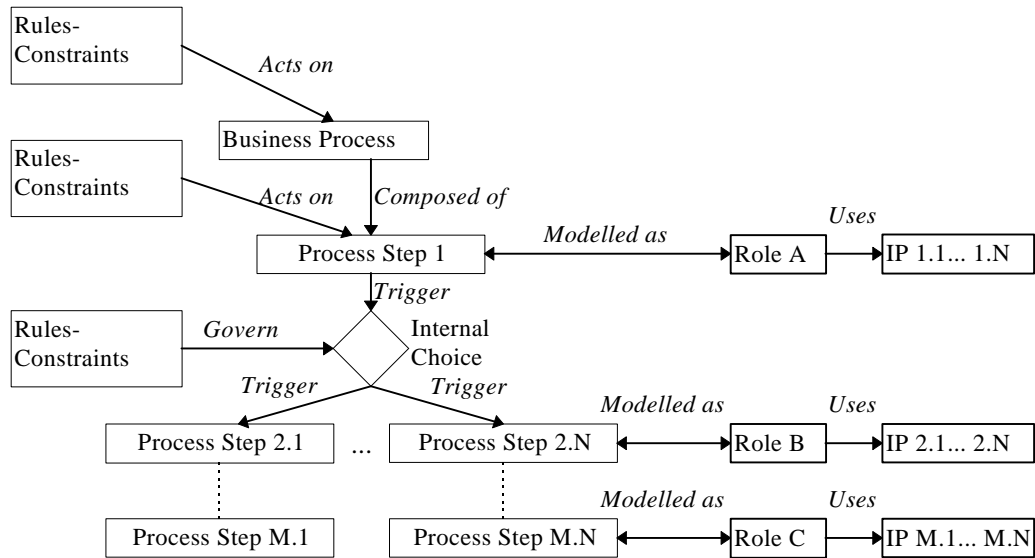 Rules-
Constraints
Acts on
Business Process
Rules-
Constraints
Acts on
Composed of
Process Step 1
Modelled as
Role A
Uses
IP 1.1... 1.N
Trigger
Rules-
Constraints
Govern
Internal
Choice
Trigger
Trigger
Process Step 2.1
...
Process Step 2.N
Modelled as
Role B
Uses
IP 2.1... 2.N
Process Step M.1
Process Step M.N
Modelled as
Role C
Uses
IP M.1... M.N